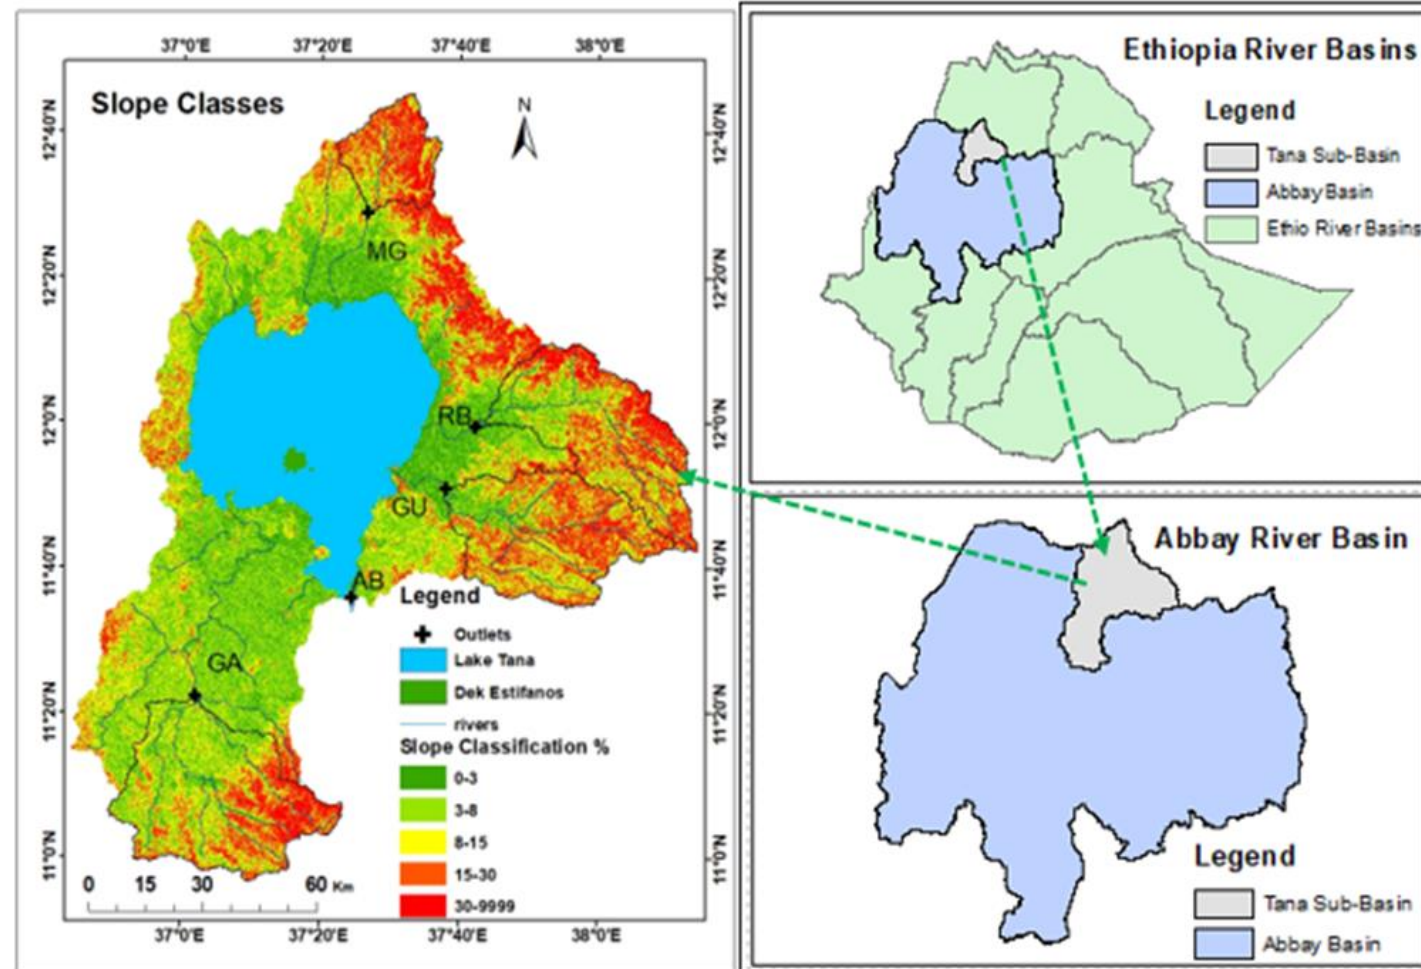 37°0'E 37°20'E 37°40'E 38°0'E
Slope Classes
N
12°40'N
12°20'N
12°0'N
11°40'N
11°20'N
11°0'N
12°40'N
12°20'N
12°0'N
11°40'N
11°20'N
11°0'N
MG
RB
GU
AB
GA
Legend
Outlets
Lake Tana
Dek Estifanos
rivers
Slope Classification %
0-3
3-8
8-15
15-30
30-9999
0 15 30 60 Km
37°0'E 37°20'E 37°40'E 38°0'E
Ethiopia River Basins
Legend
Tana Sub-Basin
Abbay Basin
Ethio River Basins
Abbay River Basin
Legend
Tana Sub-Basin
Abbay Basin